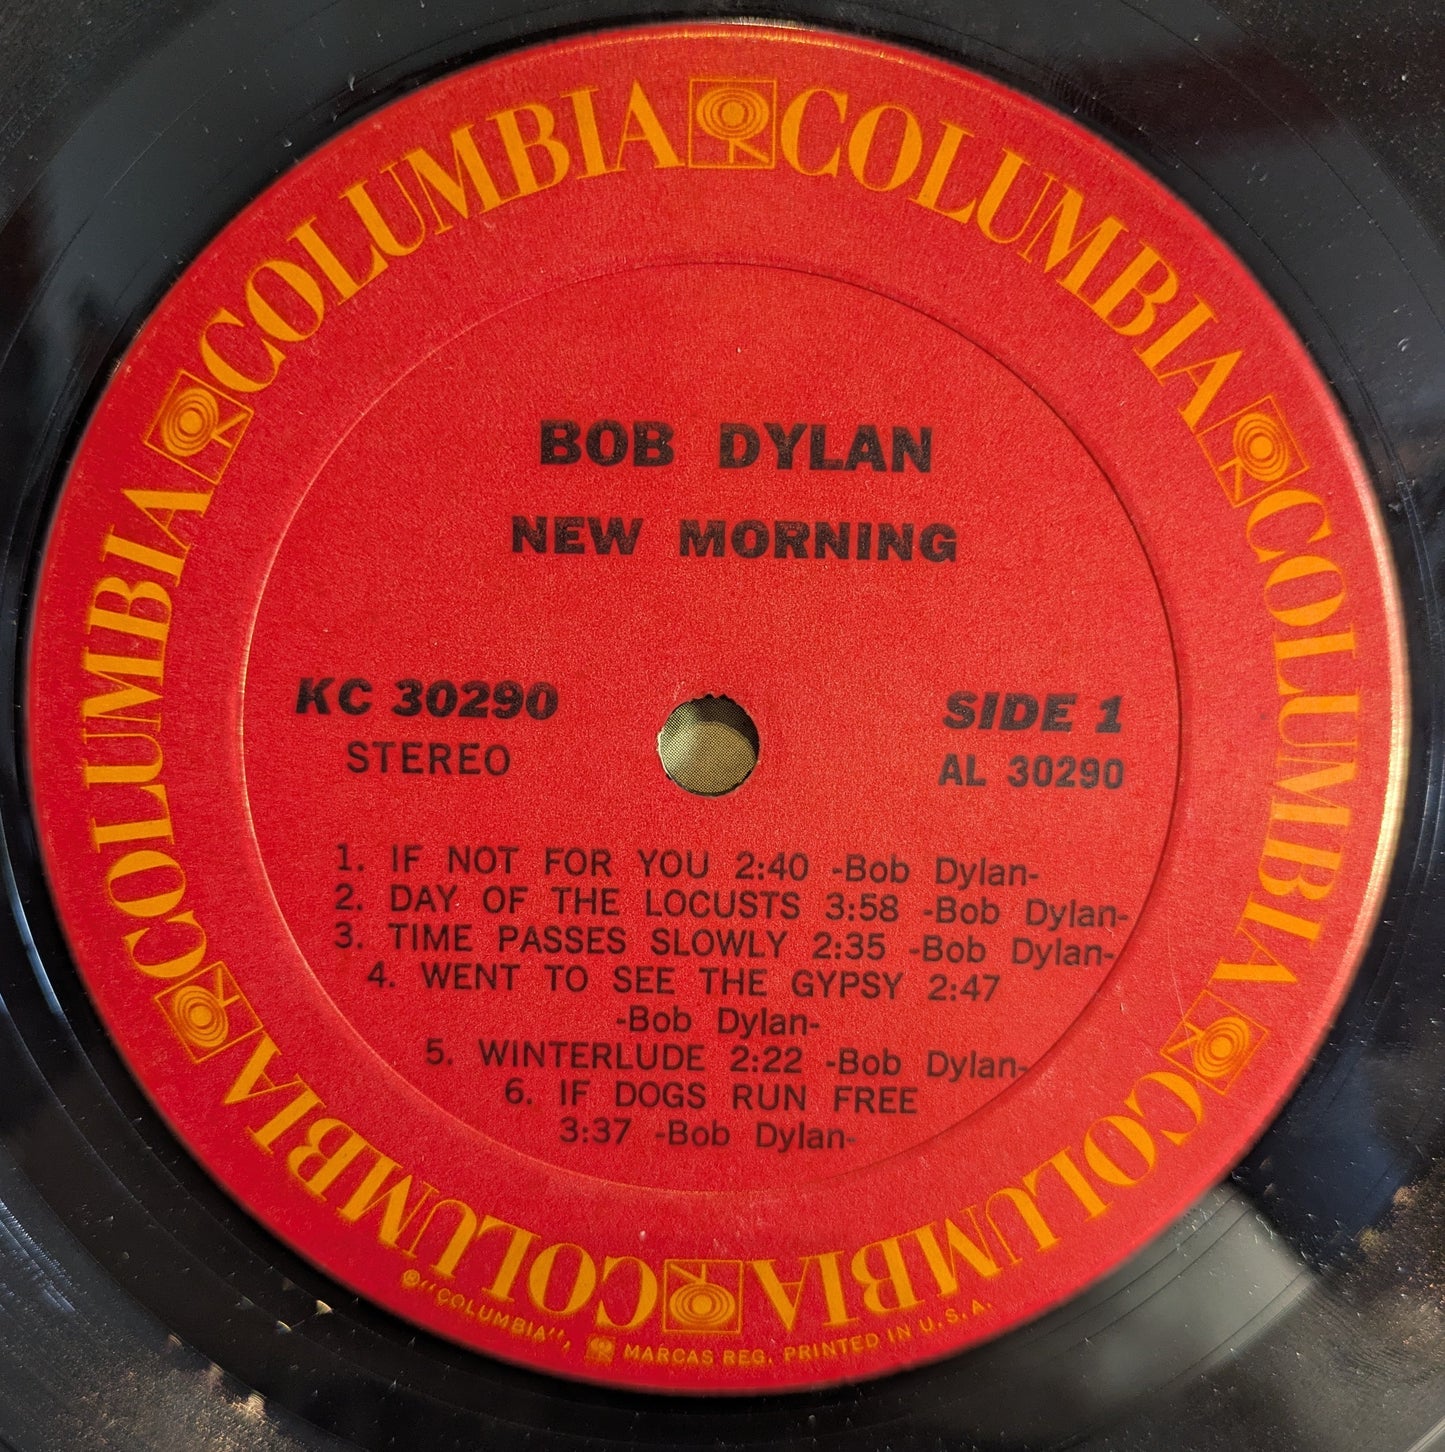 COLUMBIA COLUMBIA COLUMBIA COLUMBIA COLUMBIA COLUMBIA
BOB DYLAN
NEW MORNING
KC 30290
STEREO
SIDE 1
AL 30290
1. IF NOT FOR YOU 2:40 -Bob Dylan-
2. DAY OF THE LOCUSTS 3:58 -Bob Dylan-
3. TIME PASSES SLOWLY 2:35 -Bob Dylan-
4. WENT TO SEE THE GYPSY 2:47
-Bob Dylan-
5. WINTERLUDE 2:22 -Bob Dylan-
6. IF DOGS RUN FREE
3:37 -Bob Dylan-
®"COLUMBIA", MARCAS REG. PRINTED IN U.S.A.